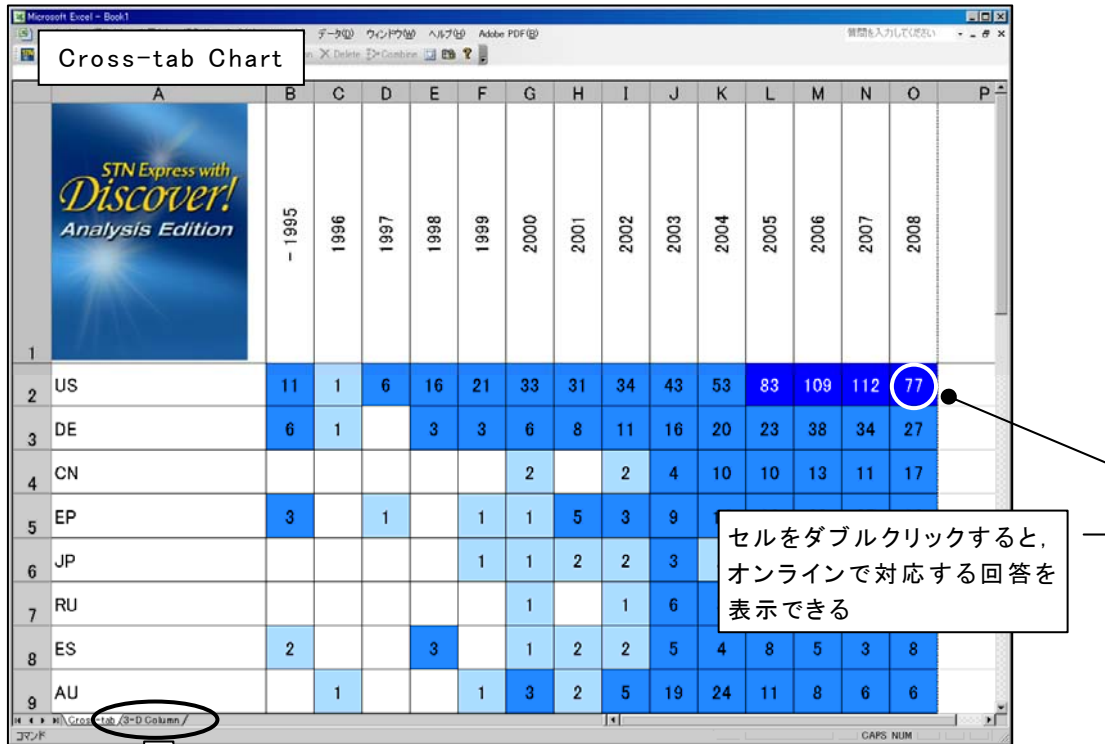 Microsoft Excel - Book1
データ(D) ウィンドウ(W) ヘルプ(H) Adobe PDF(B) 質問を入力してください
Cross-tab Chart
Delete Combine
A B C D E F G H I J K L M N O P
STN Express with
Discover!
Analysis Edition
1 - 1995 1996 1997 1998 1999 2000 2001 2002 2003 2004 2005 2006 2007 2008
2 US 11 1 6 16 21 33 31 34 43 53 83 109 112 77
3 DE 6 1 3 3 6 8 11 16 20 23 38 34 27
4 CN 2 2 4 10 10 13 11 17
5 EP 3 1 1 1 5 3 9
6 JP 1 1 2 2 3
7 RU 1 1 6
セルをダブルクリックすると,
オンラインで対応する回答を
表示できる
8 ES 2 3 1 2 2 5 4 8 5 3 8
9 AU 1 1 3 2 5 19 24 11 8 6 6
Cross-tab 3-D Column
コマンド CAPS NUM